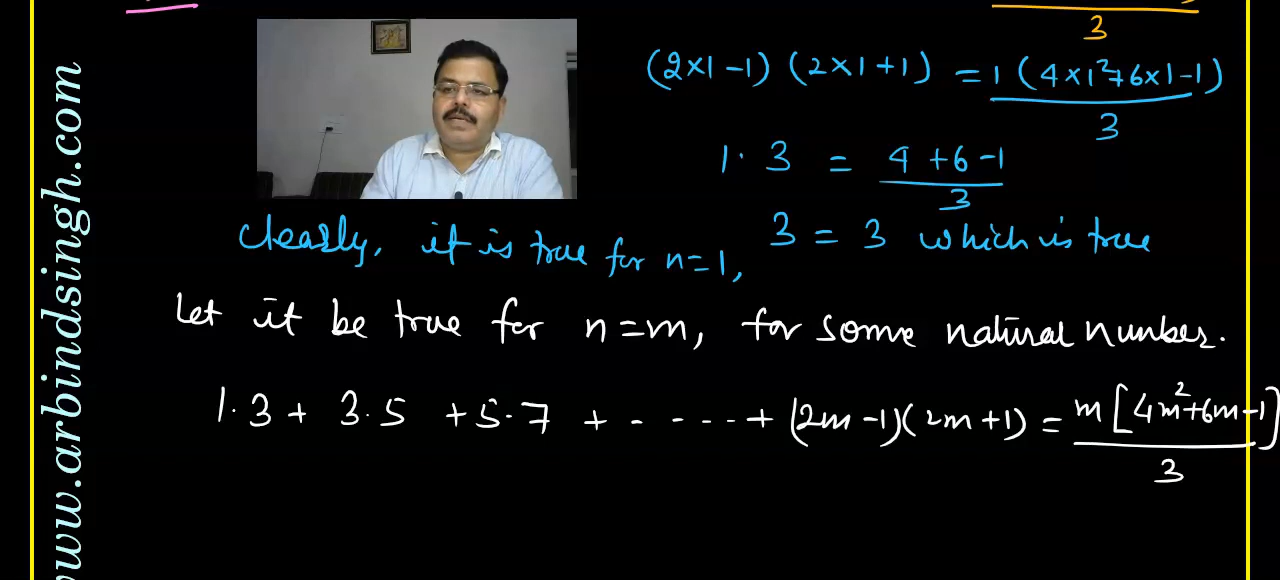 3
(2×1-1) (2×1+1) = 1(4×1²+6×1-1)
3
1·3 = 4+6-1
3
3 = 3 which is true
Clearly, it is true for n=1,
Let it be true for n=m, for some natural number.
1.3 + 3.5 + 5.7 + - - - - - + (2m-1)(2m+1) = m[4m²+6m-1]
3
ww.arbindsingh.com